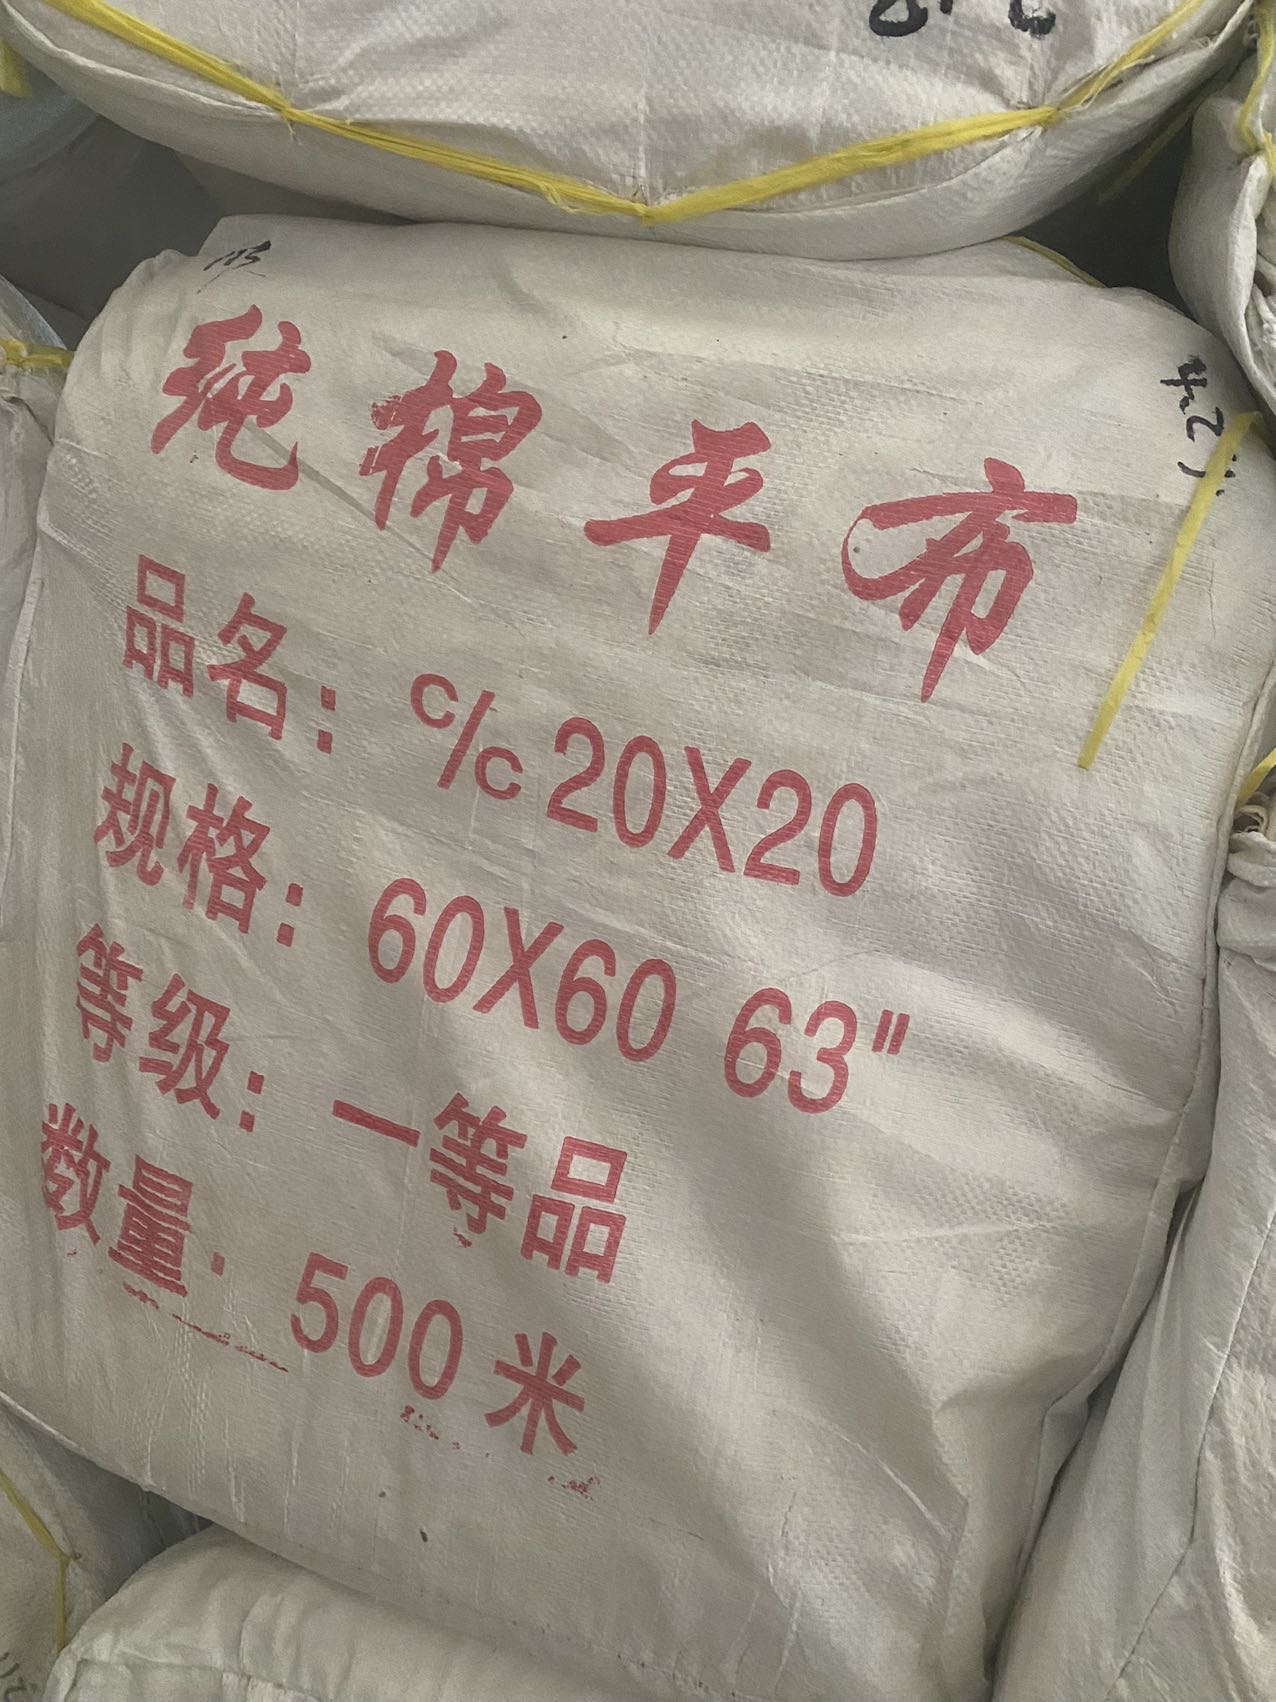 纯棉平布
品名：C/C 20X20
规格：60X60 63"
等级：一等品
数量：500米